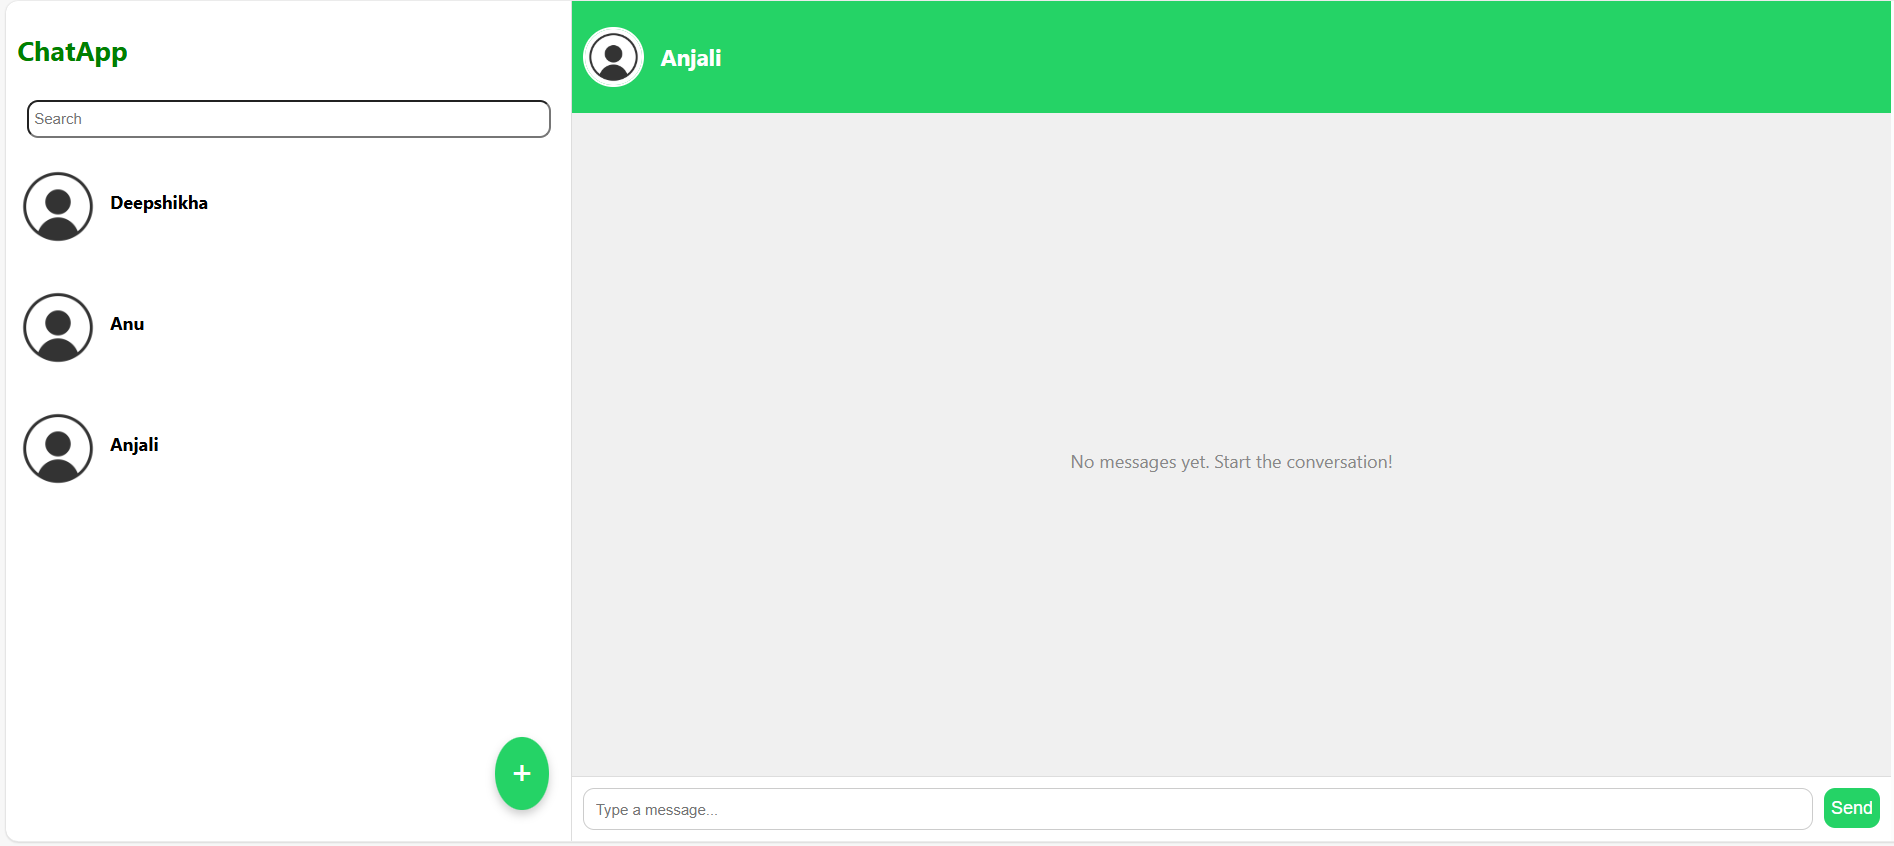 ChatApp
Search
Deepshikha
Anu
Anjali
+
Anjali
No messages yet. Start the conversation!
Type a message...
Send